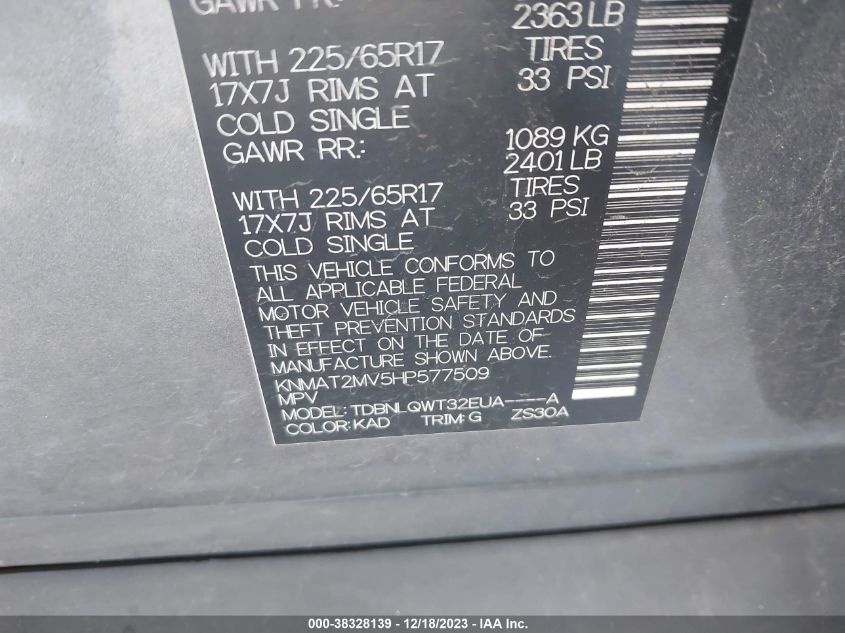 GAWR FR.:
2363 LB
WITH 225/65R17 TIRES
17X7J RIMS AT 33 PSI
COLD SINGLE
GAWR RR.: 1089 KG
2401 LB
WITH 225/65R17 TIRES
17X7J RIMS AT 33 PSI
COLD SINGLE
THIS VEHICLE CONFORMS TO
ALL APPLICABLE FEDERAL
MOTOR VEHICLE SAFETY AND
THEFT PREVENTION STANDARDS
IN EFFECT ON THE DATE OF
MANUFACTURE SHOWN ABOVE.
KNMAT2MV5HP577509
MPV
MODEL: TDBNLQWT32EUA----A
COLOR: KAD TRIM: G ZS30A
000-38328139 - 12/18/2023 - IAA Inc.